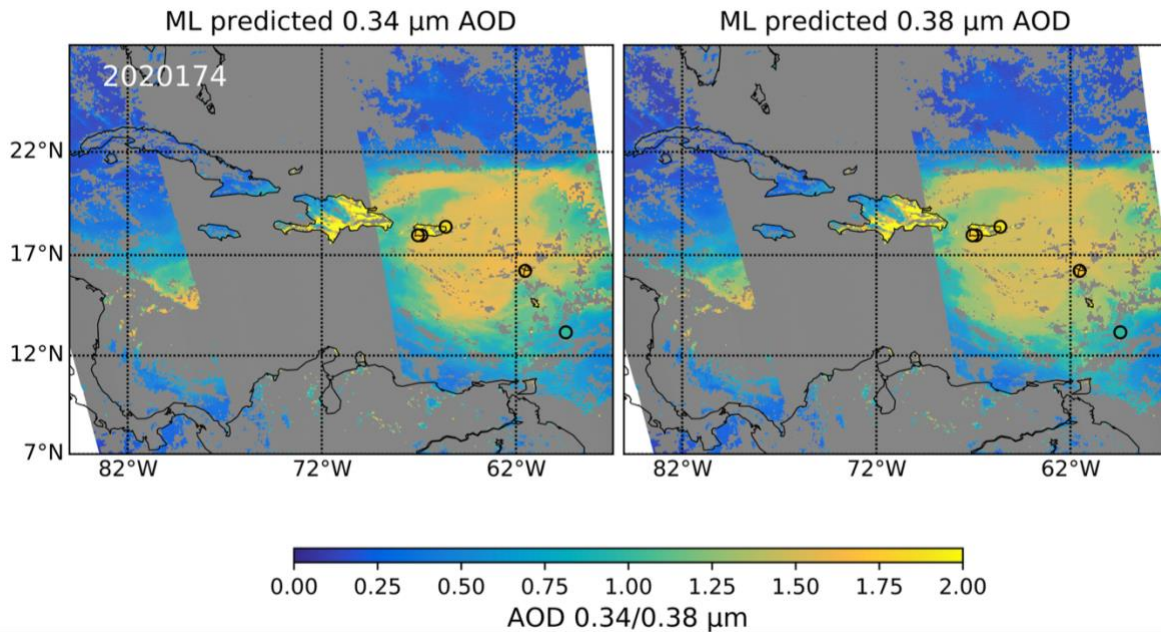 ML predicted 0.34 µm AOD
ML predicted 0.38 µm AOD
2020174
22°N
17°N
12°N
7°N
82°W 72°W 62°W
82°W 72°W 62°W
0.00 0.25 0.50 0.75 1.00 1.25 1.50 1.75 2.00
AOD 0.34/0.38 µm